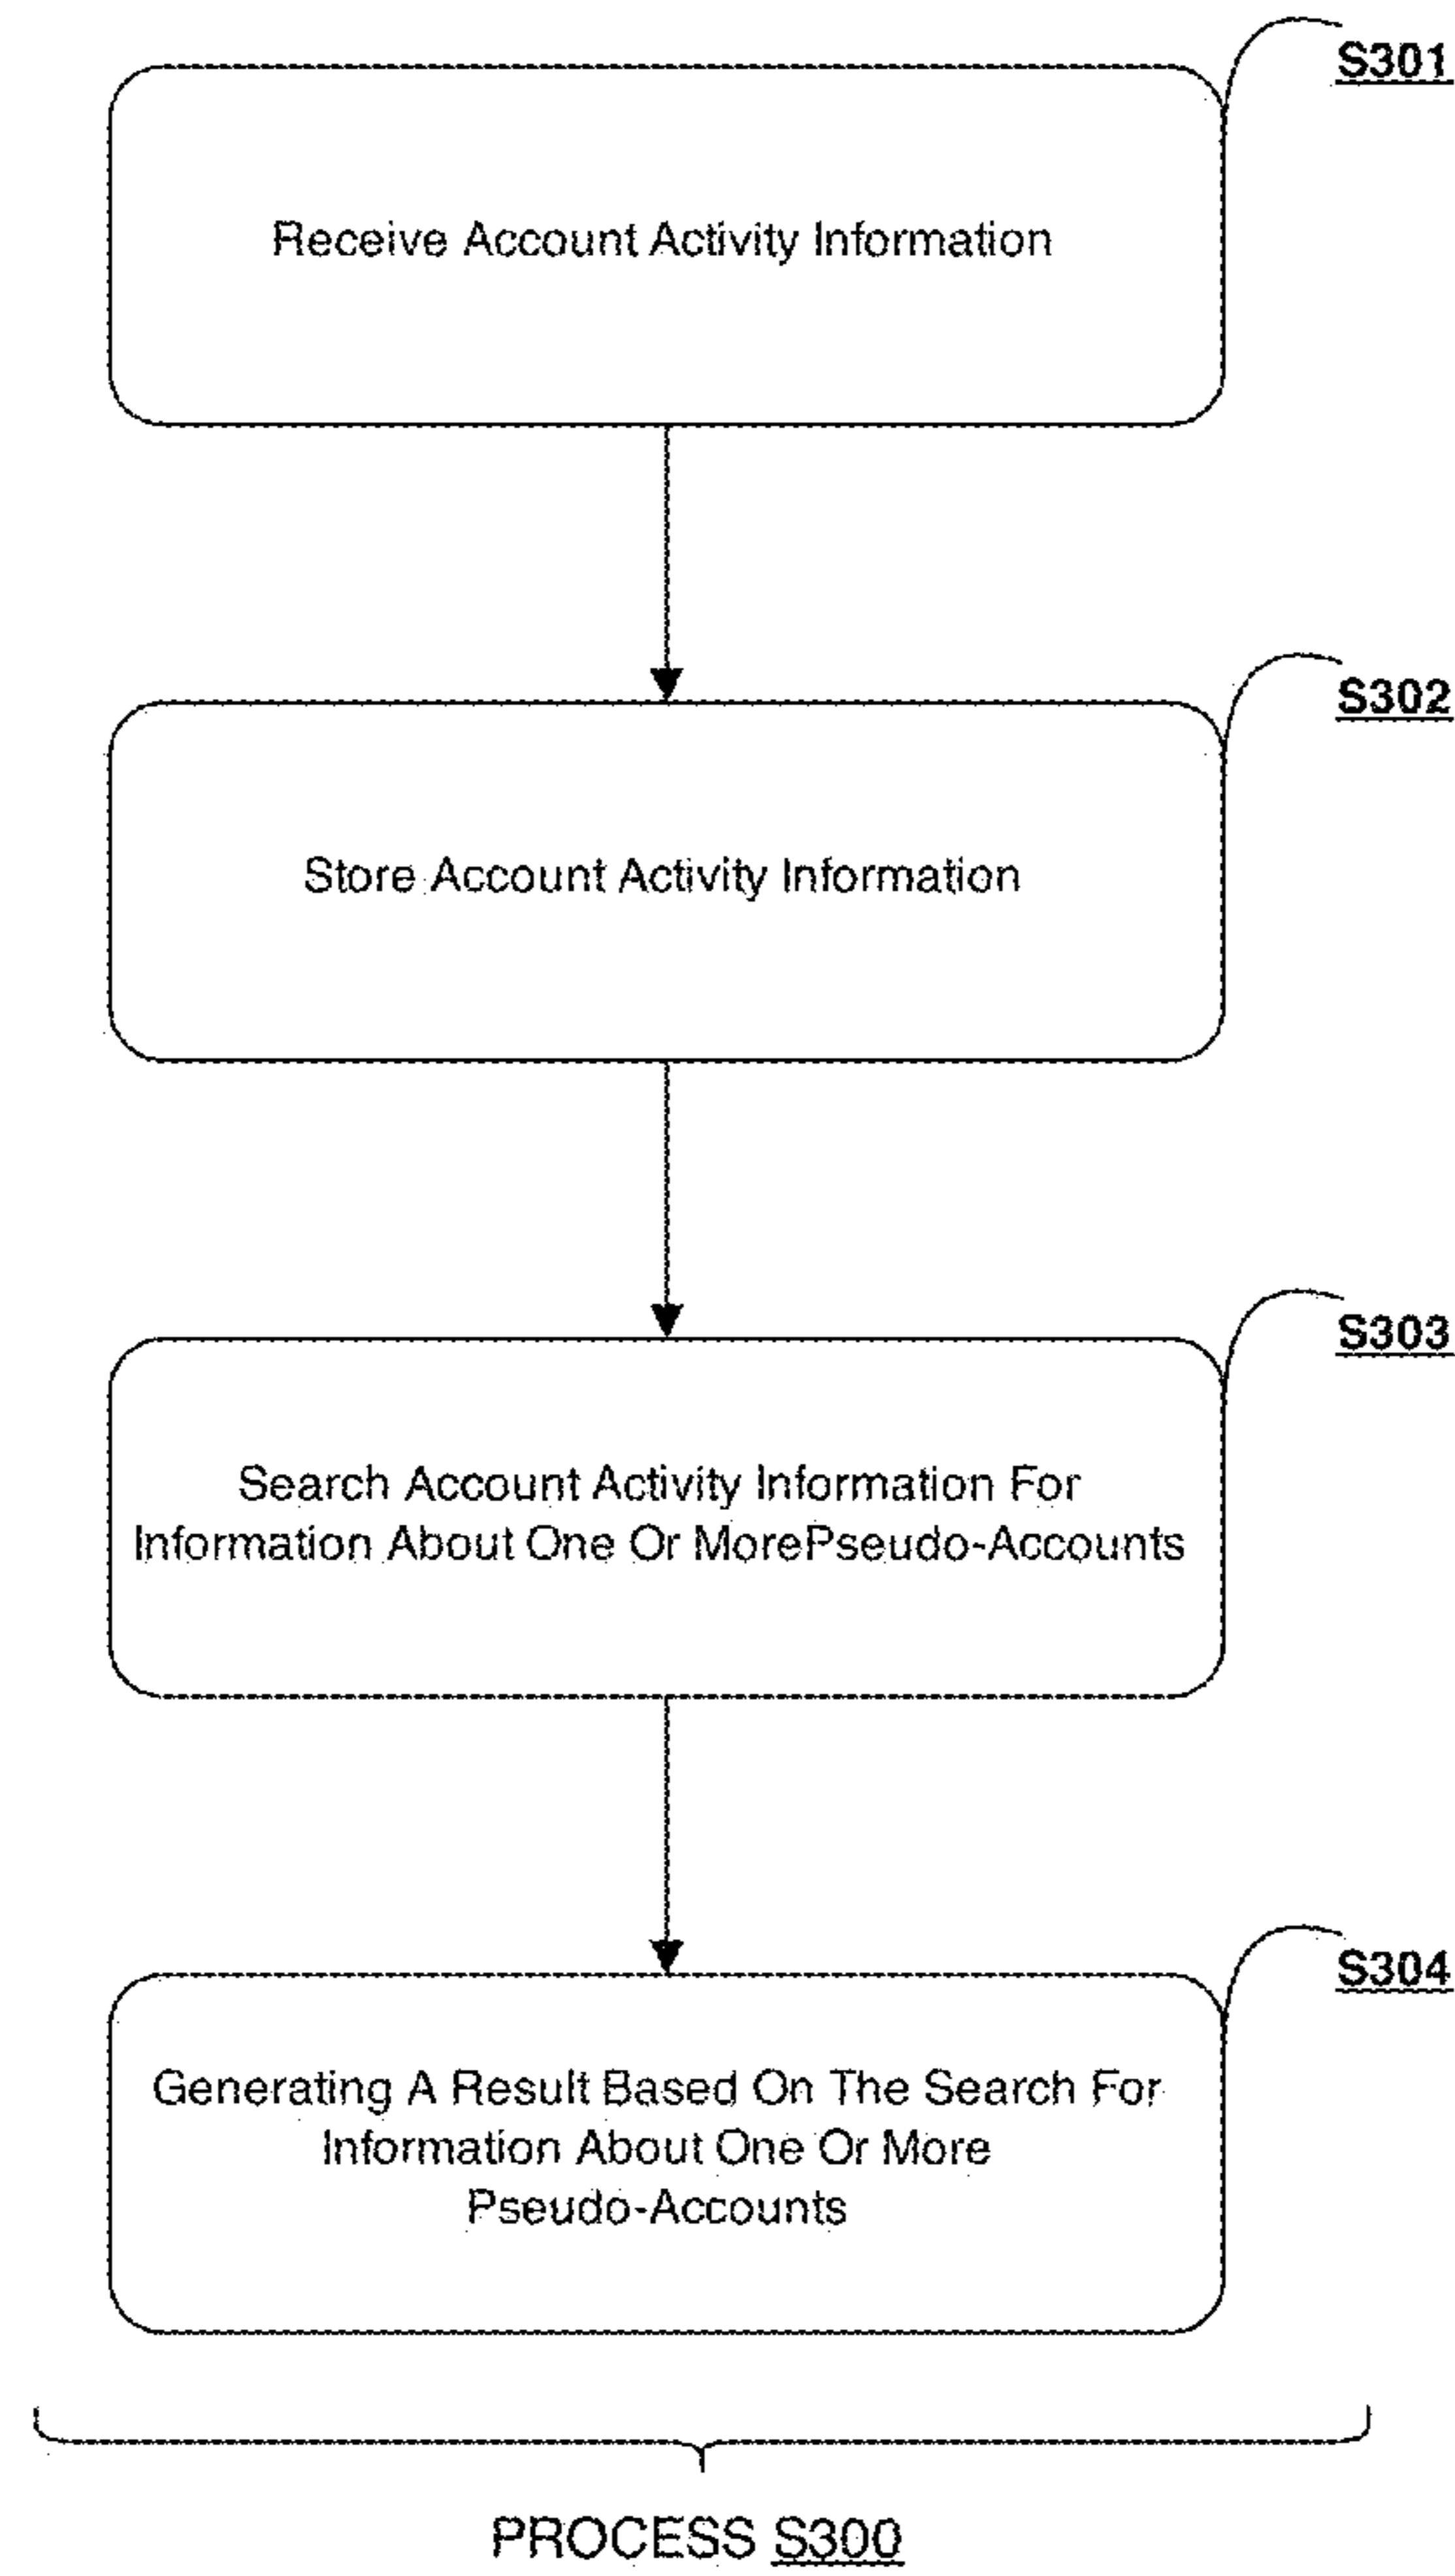 S301
Receive Account Activity Information
S302
Store Account Activity Information
S303
Search Account Activity Information For
Information About One Or MorePseudo-Accounts
S304
Generating A Result Based On The Search For
Information About One Or More
Pseudo-Accounts
PROCESS S300